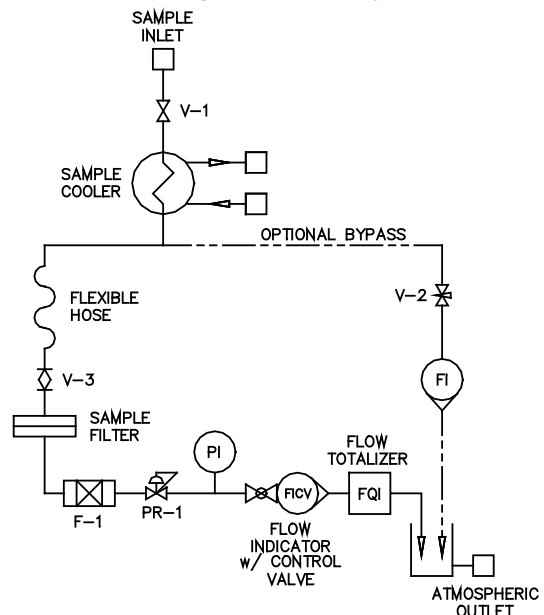 SAMPLE
INLET
V-1
SAMPLE
COOLER
OPTIONAL BYPASS
FLEXIBLE
HOSE
V-2
V-3
FI
SAMPLE
FILTER
PI
FLOW
TOTALIZER
FICV
FQI
F-1
PR-1
FLOW
INDICATOR
w/ CONTROL
VALVE
ATMOSPHERIC
OUTLET